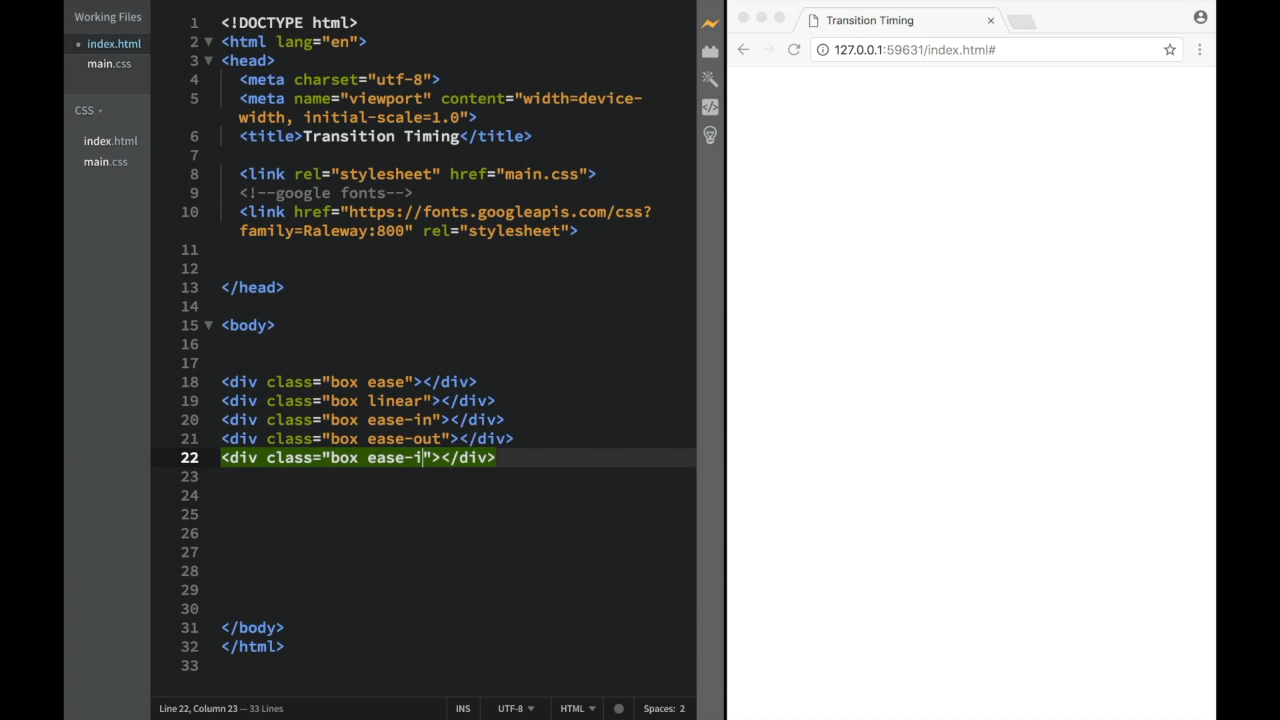 Working Files
index.html
main.css
CSS
index.html
main.css
1 <!DOCTYPE html>
2 <html lang="en">
3 <head>
4 <meta charset="utf-8">
5 <meta name="viewport" content="width=device-
width, initial-scale=1.0">
6 <title>Transition Timing</title>
7
8 <link rel="stylesheet" href="main.css">
9 <!--google fonts-->
10 <link href="https://fonts.googleapis.com/css?
family=Raleway:800" rel="stylesheet">
11
12
13 </head>
14
15 <body>
16
17
18 <div class="box ease"></div>
19 <div class="box linear"></div>
20 <div class="box ease-in"></div>
21 <div class="box ease-out"></div>
22 <div class="box ease-i"></div>
23
24
25
26
27
28
29
30
31 </body>
32 </html>
33
Line 22, Column 23 — 33 Lines
INS
UTF-8
HTML
Spaces: 2
Transition Timing
127.0.0.1:59631/index.html#